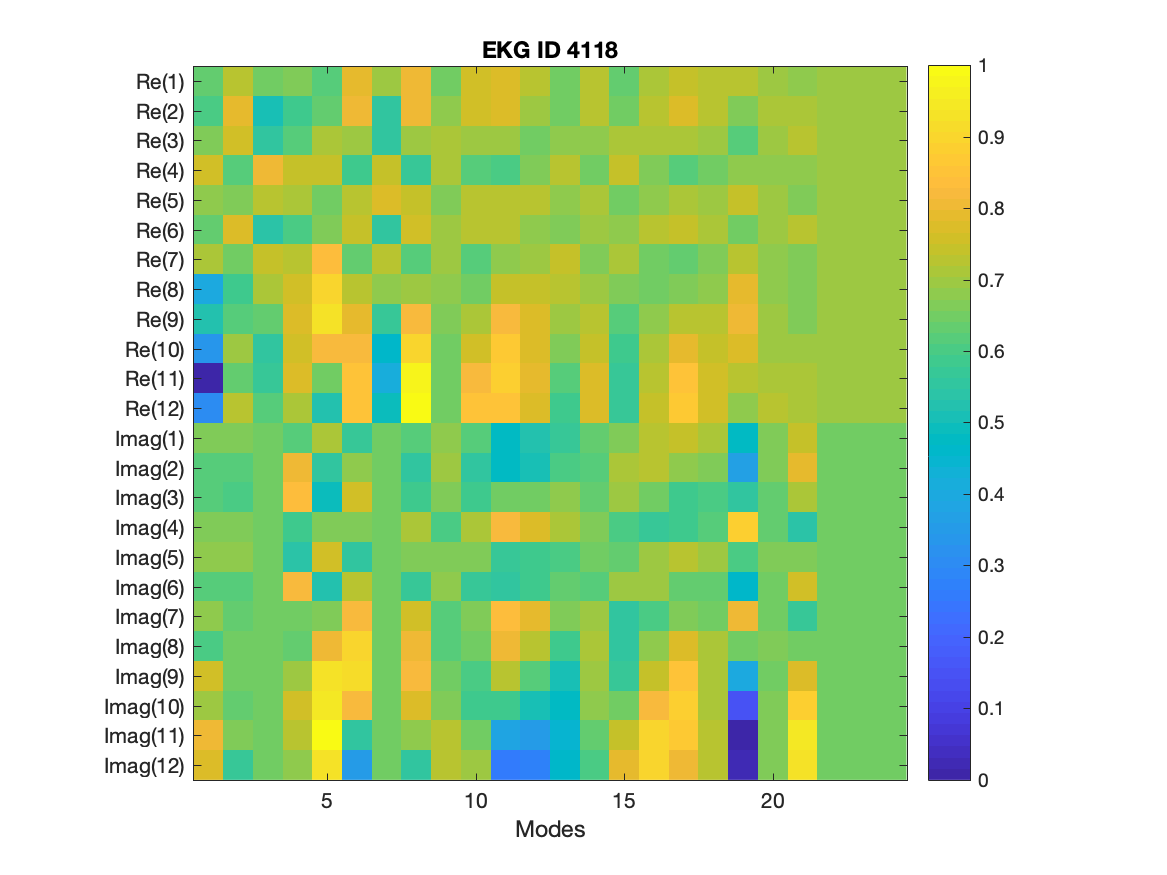 EKG ID 4118
Re(1)
Re(2)
Re(3)
Re(4)
Re(5)
Re(6)
Re(7)
Re(8)
Re(9)
Re(10)
Re(11)
Re(12)
Imag(1)
Imag(2)
Imag(3)
Imag(4)
Imag(5)
Imag(6)
Imag(7)
Imag(8)
Imag(9)
Imag(10)
Imag(11)
Imag(12)
5 10 15 20
Modes
1
0.9
0.8
0.7
0.6
0.5
0.4
0.3
0.2
0.1
0